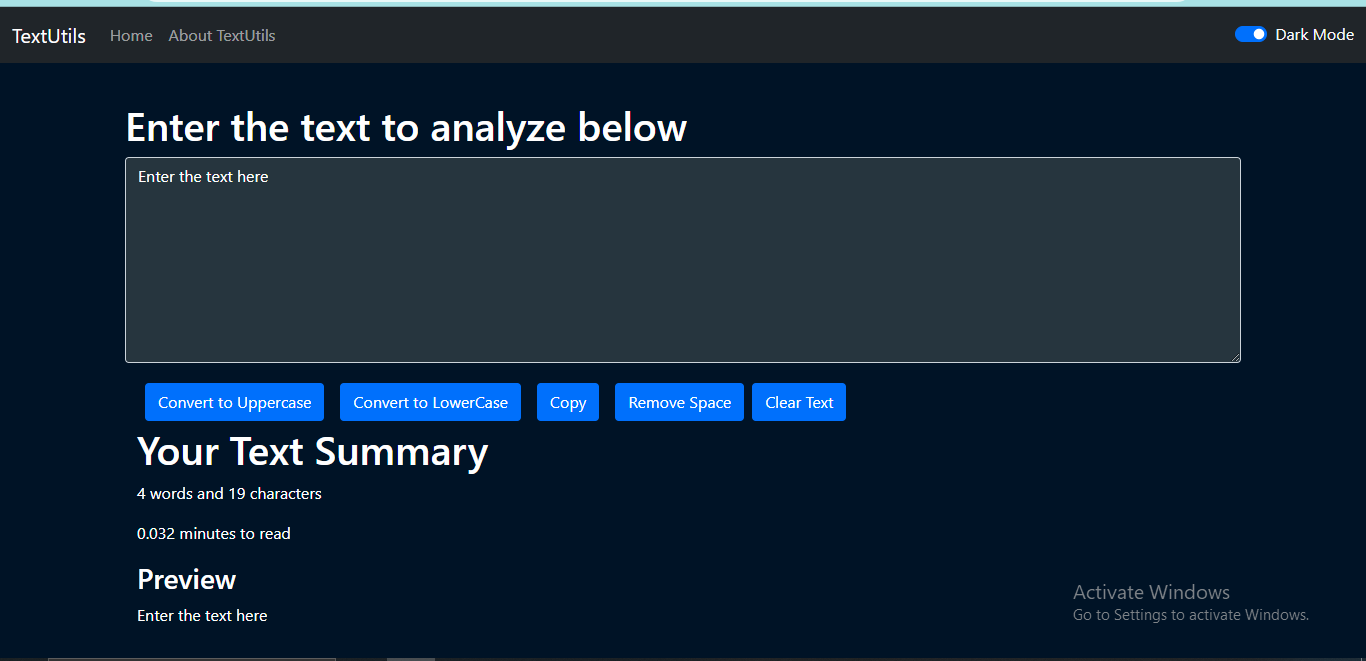 TextUtils Home About TextUtils Dark Mode
Enter the text to analyze below
Enter the text here
Convert to Uppercase Convert to LowerCase Copy Remove Space Clear Text
Your Text Summary
4 words and 19 characters
0.032 minutes to read
Preview
Enter the text here
Activate Windows
Go to Settings to activate Windows.